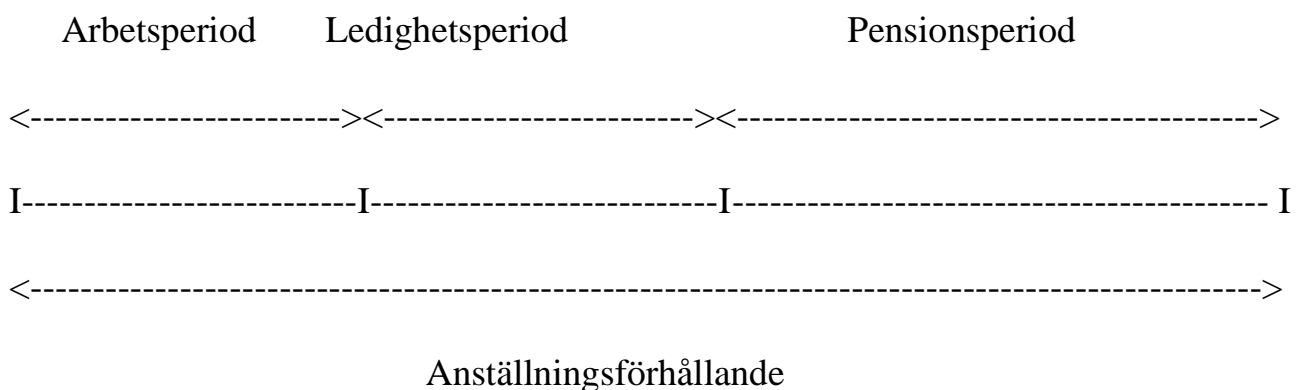 Arbetsperiod Ledighetsperiod Pensionsperiod
<-------------------------><-------------------------><------------------------------------------>
I---------------------------I----------------------------I------------------------------------------- I
<--------------------------------------------------------------------------------------------------->
Anställningsförhållande